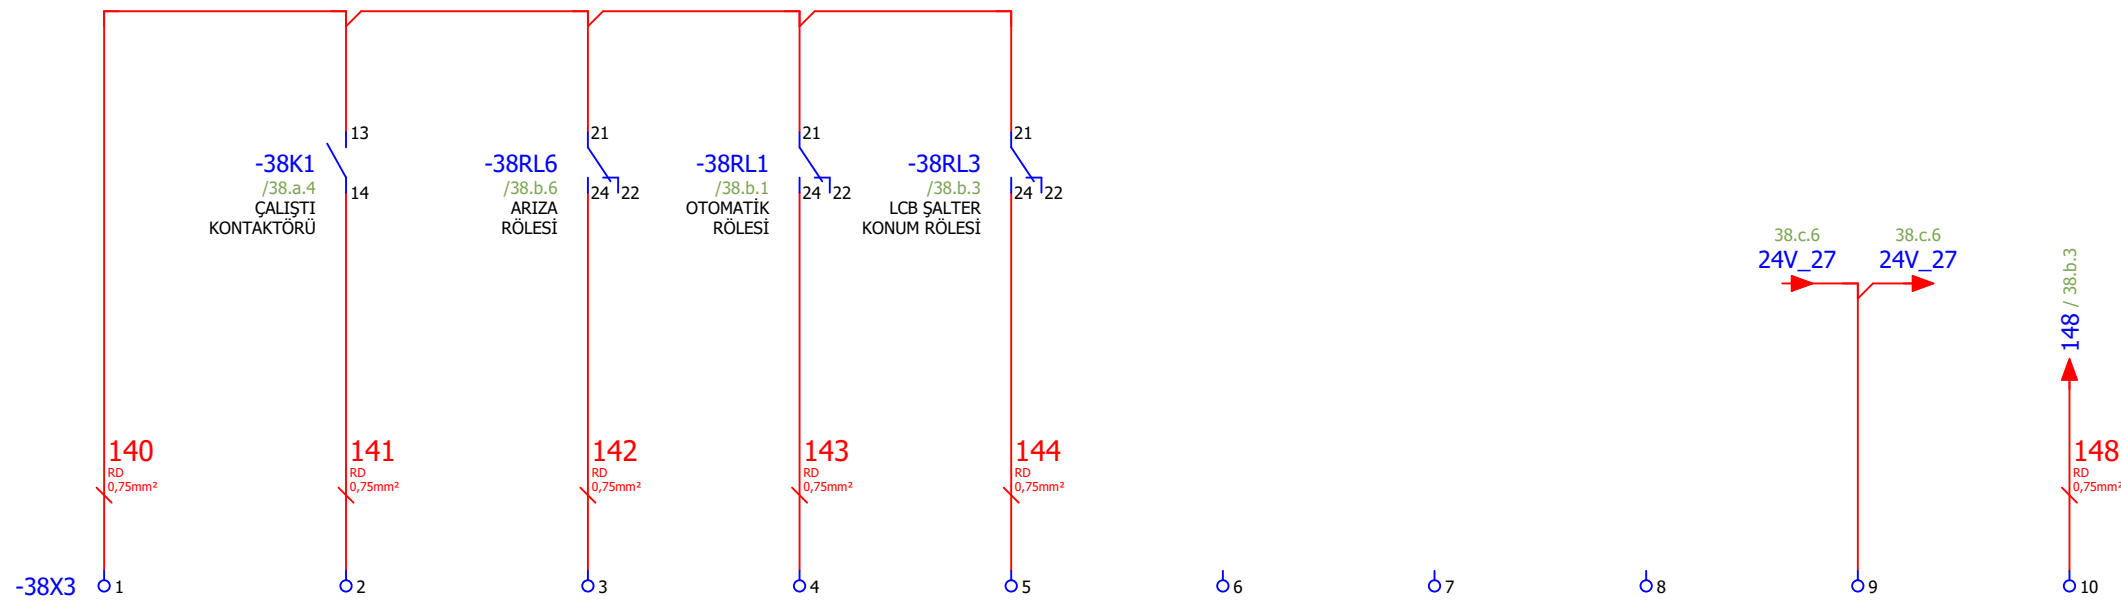 -38K1
/38.a.4
ÇALIŞTI
KONTAKTÖRÜ
13
14
-38RL6
/38.b.6
ARIZA
RÖLESİ
21
24 22
-38RL1
/38.b.1
OTOMATİK
RÖLESİ
21
24 22
-38RL3
/38.b.3
LCB ŞALTER
KONUM RÖLESİ
21
24 22
38.c.6
24V_27
38.c.6
24V_27
148 / 38.b.3
140
RD
0,75mm²
141
RD
0,75mm²
142
RD
0,75mm²
143
RD
0,75mm²
144
RD
0,75mm²
148
RD
0,75mm²
-38X3 1 2 3 4 5 6 7 8 9 10